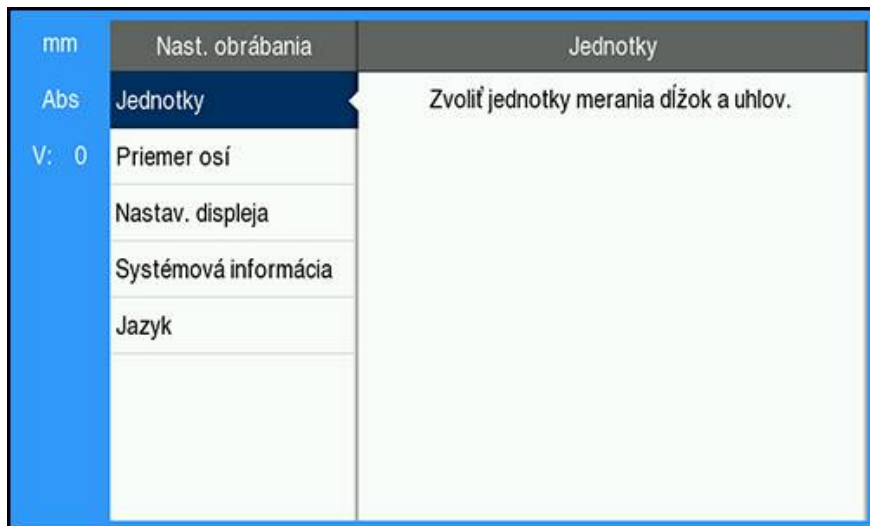 mm
Abs
V: 0
Nast. obrábania
Jednotky
Priemer osí
Nastav. displeja
Systémová informácia
Jazyk
Jednotky
Zvoliť jednotky merania dĺžok a uhlov.